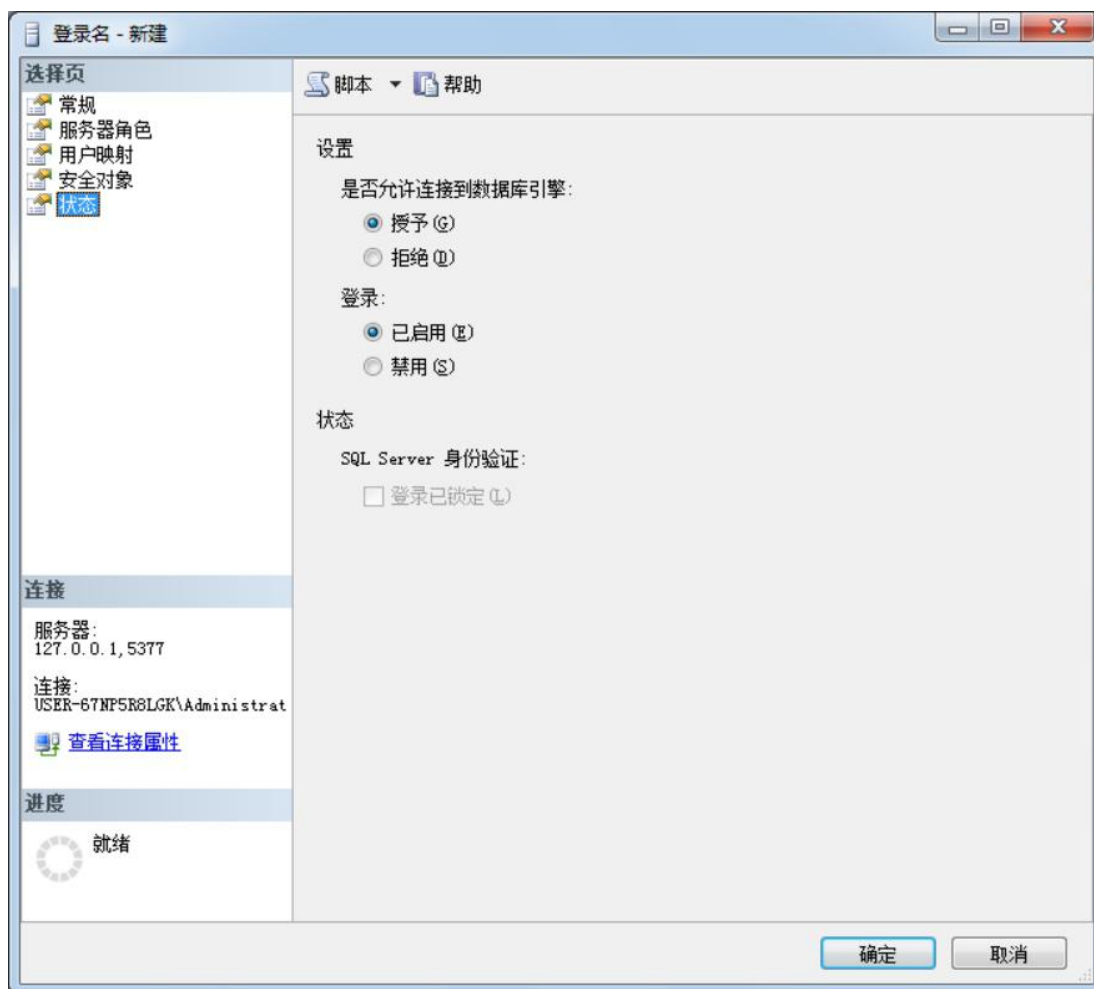 登录名 - 新建
选择页
常规
服务器角色
用户映射
安全对象
状态
连接
服务器:
127.0.0.1,5377
连接:
USER-67NP5R8LGK\Administrat
查看连接属性
进度
就绪
脚本 帮助
设置
是否允许连接到数据库引擎:
授予(G)
拒绝(D)
登录:
已启用(E)
禁用(S)
状态
SQL Server 身份验证:
登录已锁定(L)
确定 取消